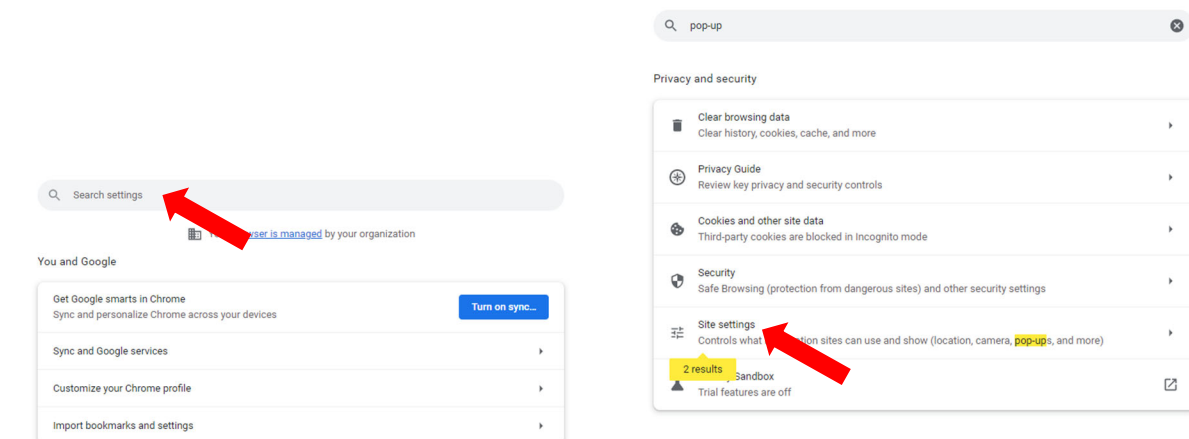 Search settings
browser is managed by your organization
You and Google
Get Google smarts in Chrome
Sync and personalize Chrome across your devices
Turn on sync...
Sync and Google services
Customize your Chrome profile
Import bookmarks and settings
pop-up
Privacy and security
Clear browsing data
Clear history, cookies, cache, and more
Privacy Guide
Review key privacy and security controls
Cookies and other site data
Third-party cookies are blocked in Incognito mode
Security
Safe Browsing (protection from dangerous sites) and other security settings
Site settings
Controls what sites can use and show (location, camera, pop-ups, and more)
2 results
Sandbox
Trial features are off